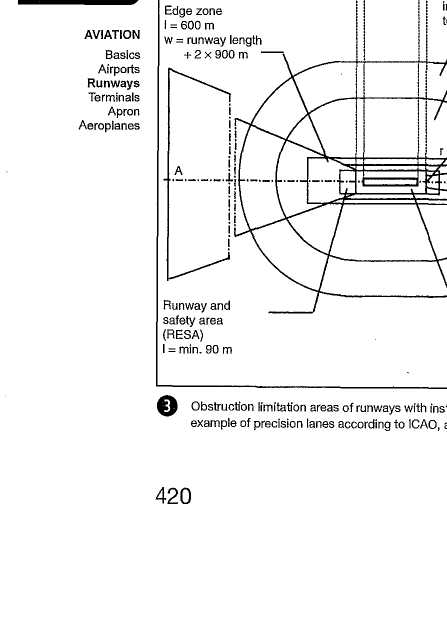 Edge zone
l = 600 m
w = runway length
+ 2 × 900 m
AVIATION
Basics
Airports
Runways
Terminals
Apron
Aeroplanes
A
r
Runway and
safety area
(RESA)
l = min. 90 m
3 Obstruction limitation areas of runways with ins
example of precision lanes according to ICAO, a
420